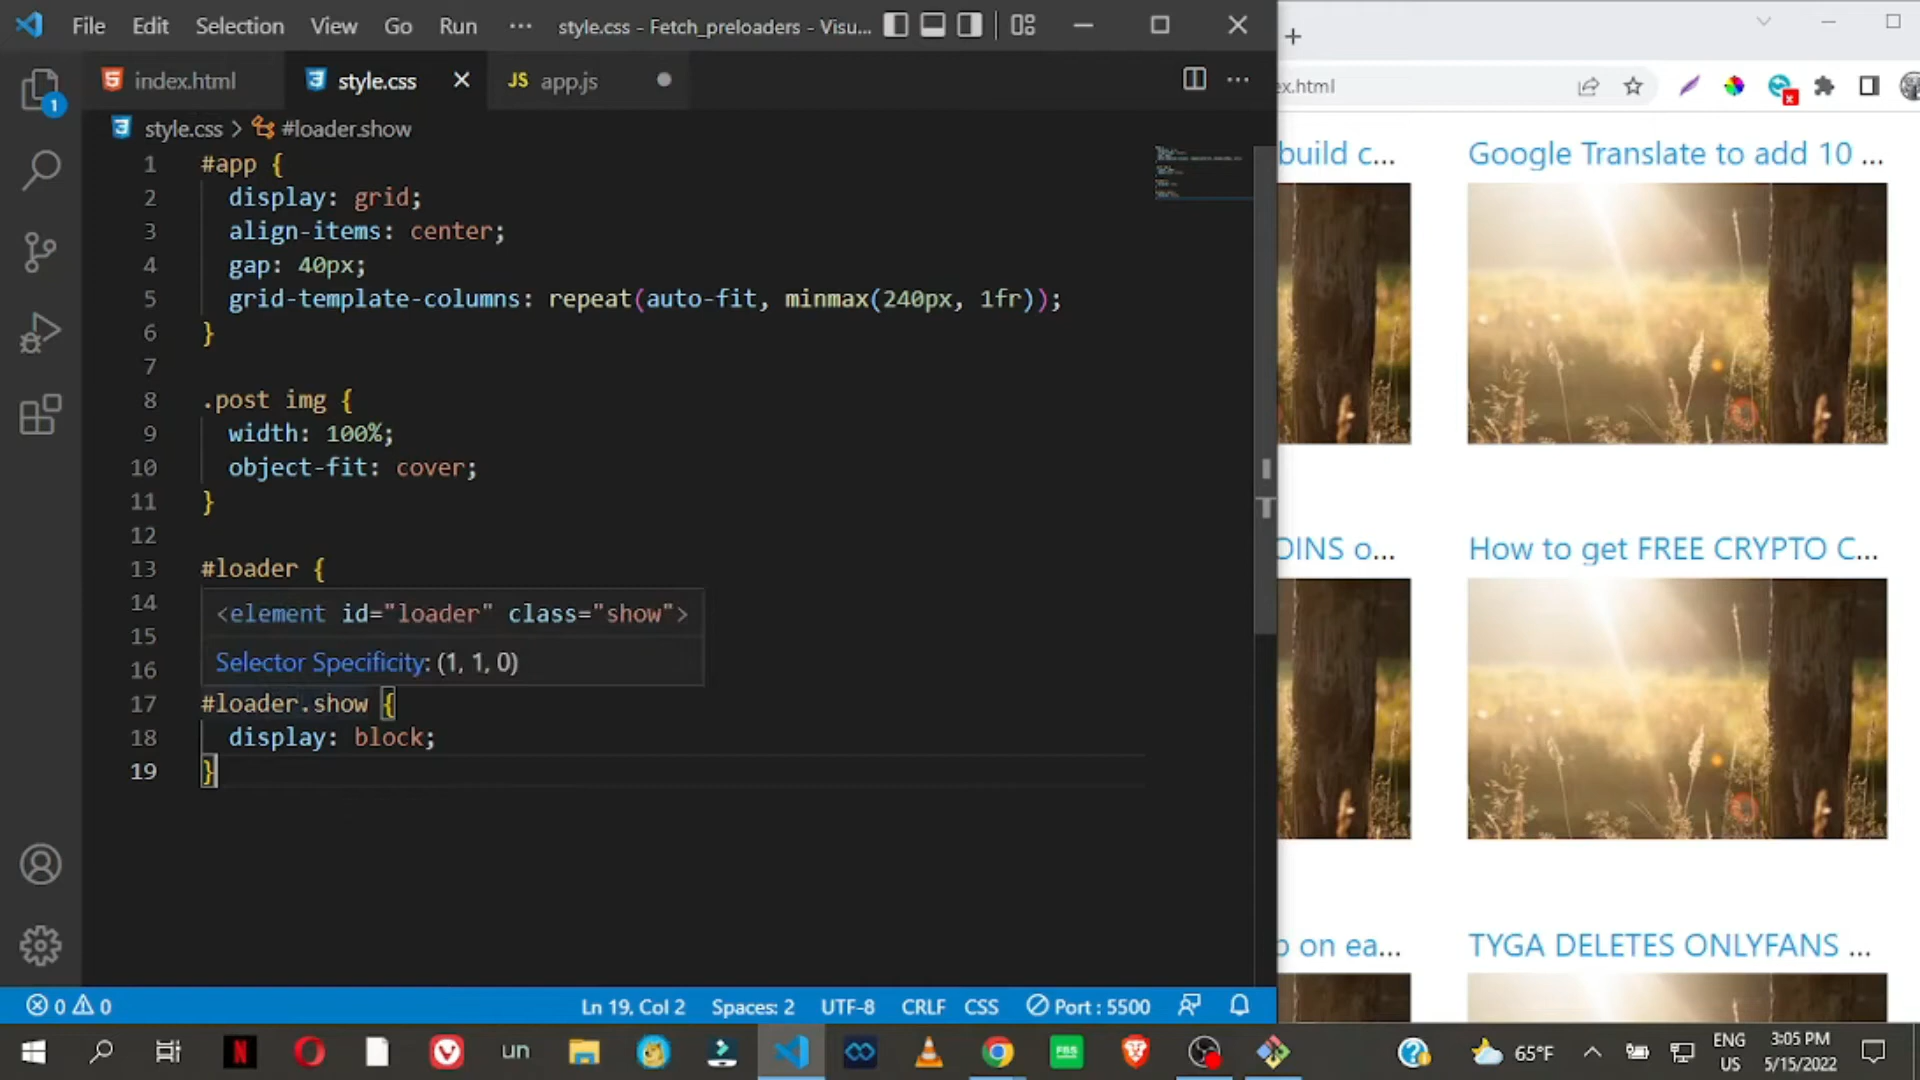 File Edit Selection View Go Run ··· style.css - Fetch_preloaders - Visu...
index.html style.css JS app.js
style.css > #loader.show
1 #app {
2 display: grid;
3 align-items: center;
4 gap: 40px;
5 grid-template-columns: repeat(auto-fit, minmax(240px, 1fr));
6 }
7
8 .post img {
9 width: 100%;
10 object-fit: cover;
11 }
12
13 #loader {
14 <element id="loader" class="show">
15
16 Selector Specificity: (1, 1, 0)
17 #loader.show {
18 display: block;
19 }
1
0 0 Ln 19, Col 2 Spaces: 2 UTF-8 CRLF CSS Port : 5500
ex.html
build c... Google Translate to add 10 ...
OINS o... How to get FREE CRYPTO C...
on ea... TYGA DELETES ONLYFANS ...
un
65°F
ENG
US
3:05 PM
5/15/2022